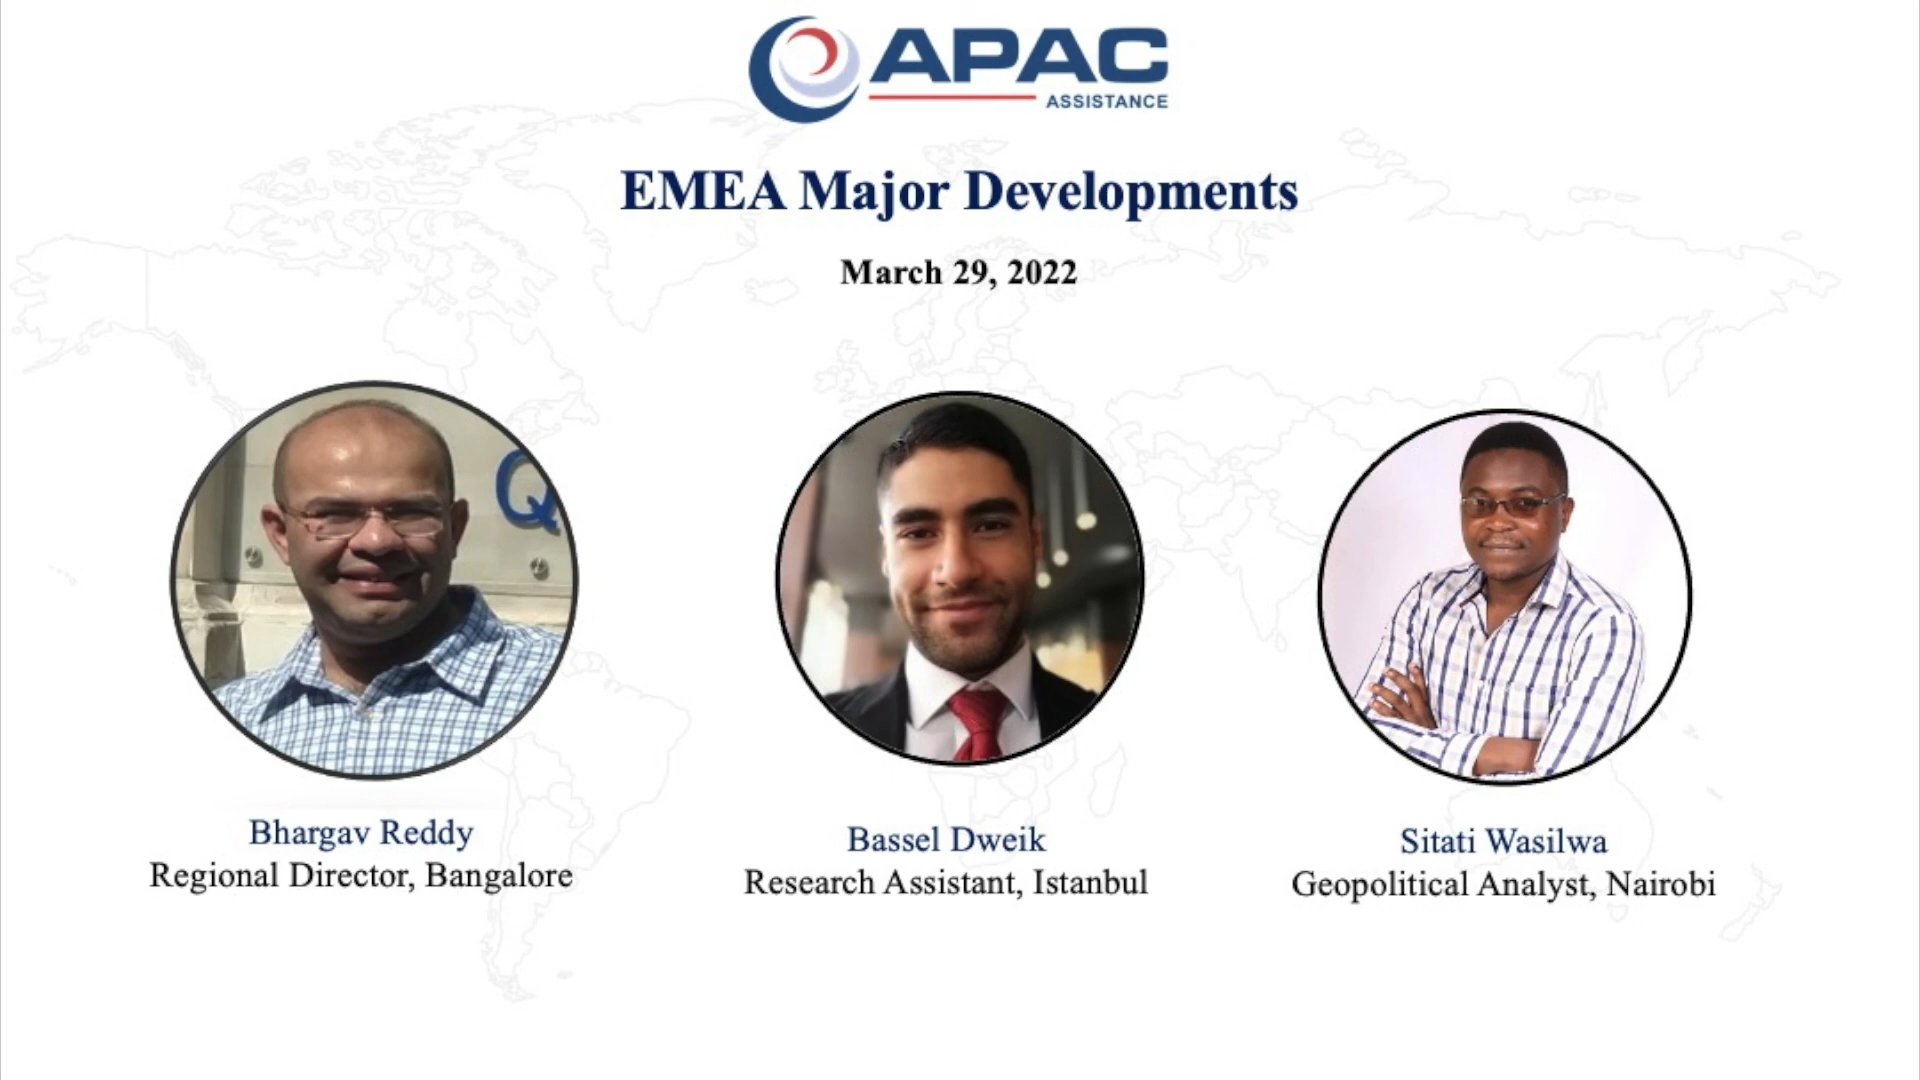 APAC
ASSISTANCE
EMEA Major Developments
March 29, 2022
Q
Bhargav Reddy
Regional Director, Bangalore
Bassel Dweik
Research Assistant, Istanbul
Sitati Wasilwa
Geopolitical Analyst, Nairobi